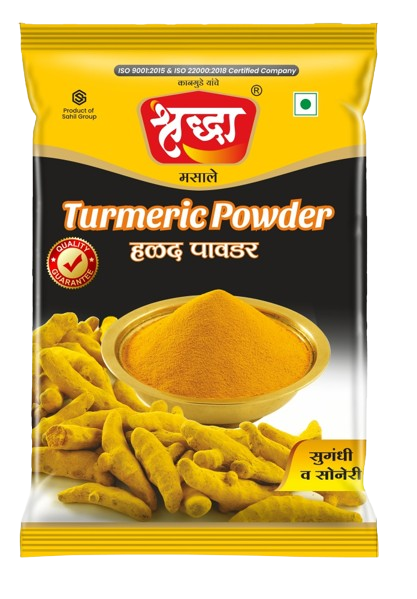 ISO 9001:2015 & ISO 22000:2018 Certified Company
कानगुडे यांचे
श्रद्धा
®
Product of
Sahil Group
मसाले
Turmeric Powder
हळद पावडर
QUALITY
GUARANTEE
सुगंधी
व सोनेरी